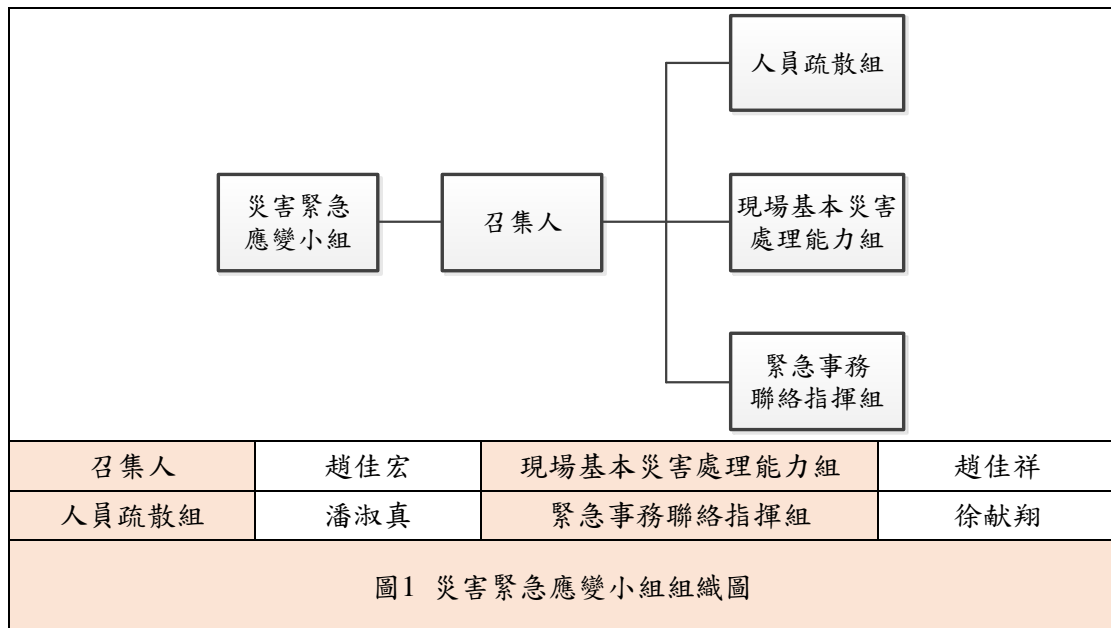 人員疏散組
災害緊急
應變小組
召集人
現場基本災害
處理能力組
緊急事務
聯絡指揮組
召集人 趙佳宏 現場基本災害處理能力組 趙佳祥
人員疏散組 潘淑真 緊急事務聯絡指揮組 徐献翔
圖1 災害緊急應變小組組織圖